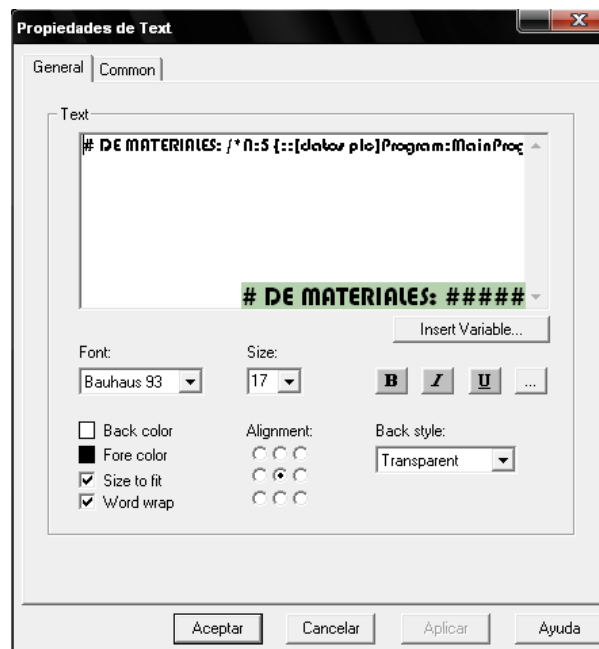 Propiedades de Text
General Common
Text
# DE MATERIALES: /*N:5 {::[datos plc]Program:MainProg
# DE MATERIALES: #####
Insert Variable...
Font: Size:
Bauhaus 93 17 B I U ...
Back color Alignment: Back style:
Fore color
Transparent
Size to fit
Word wrap
Aceptar Cancelar Aplicar Ayuda